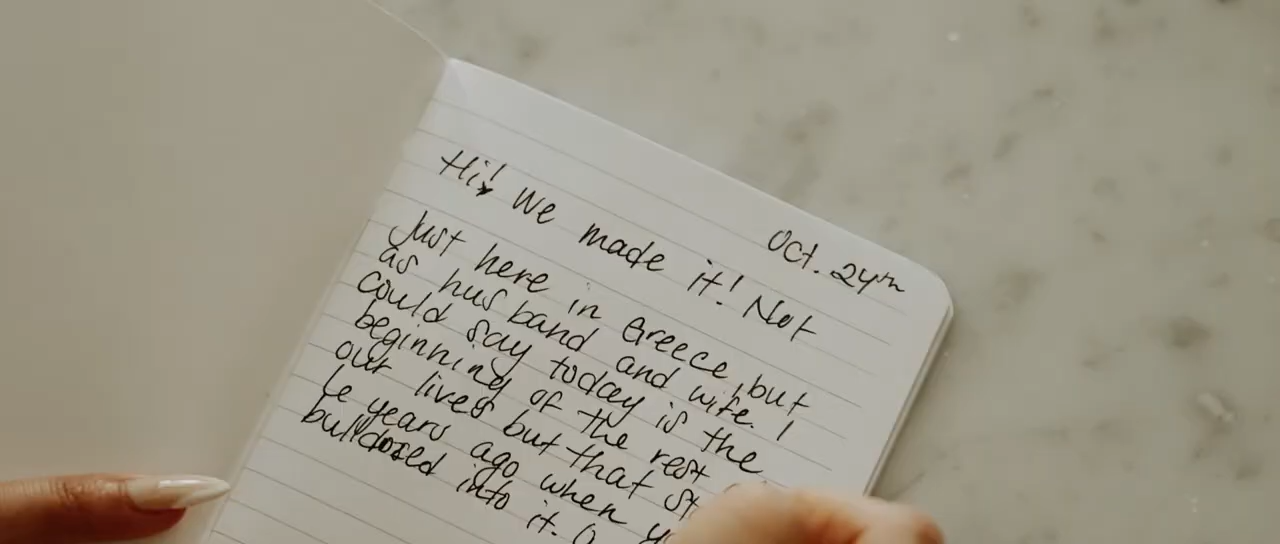 Oct. 24th
Hi! We made it! Not
Just here in Greece, but
as husband and wife. I
could say today is the
beginning of the rest
our lives but that st
6 years ago when y
bulldozed into it.